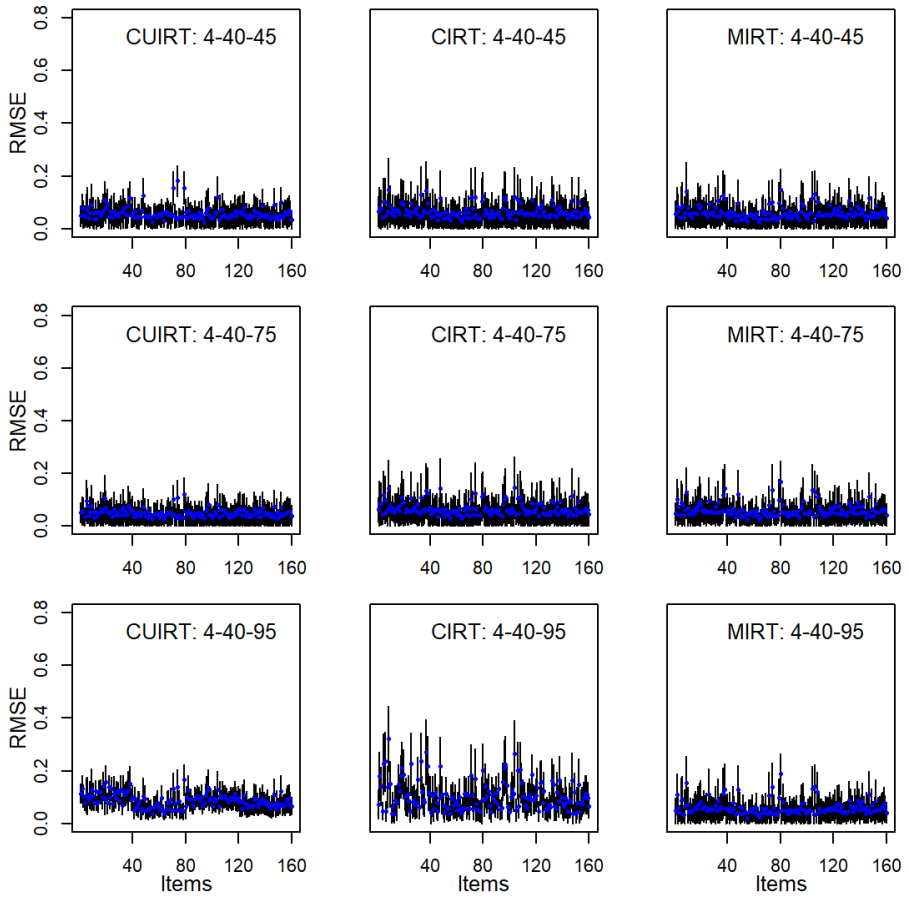 CUIRT: 4-40-45
CIRT: 4-40-45
MIRT: 4-40-45
RMSE
0.0 0.2 0.4 0.6 0.8
40 80 120 160
40 80 120 160
40 80 120 160
CUIRT: 4-40-75
CIRT: 4-40-75
MIRT: 4-40-75
RMSE
0.0 0.2 0.4 0.6 0.8
40 80 120 160
40 80 120 160
40 80 120 160
CUIRT: 4-40-95
CIRT: 4-40-95
MIRT: 4-40-95
RMSE
0.0 0.2 0.4 0.6 0.8
40 80 120 160
40 80 120 160
40 80 120 160
Items
Items
Items